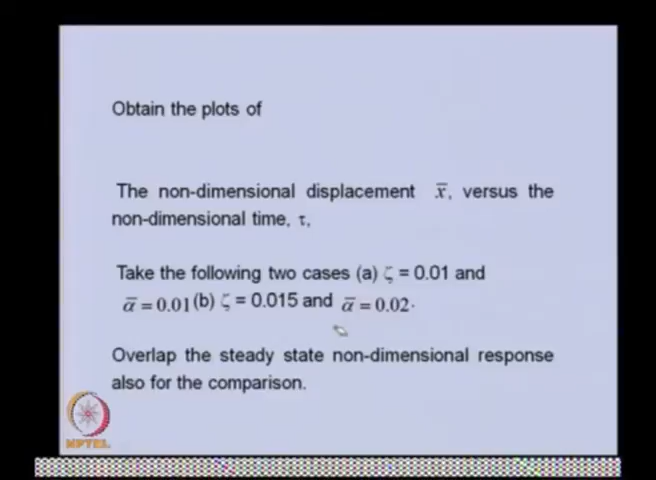 Obtain the plots of
The non-dimensional displacement x̅, versus the
non-dimensional time, τ,
Take the following two cases (a) ζ = 0.01 and
α̅ = 0.01 (b) ζ = 0.015 and α̅ = 0.02.
Overlap the steady state non-dimensional response
also for the comparison.
NPTEL